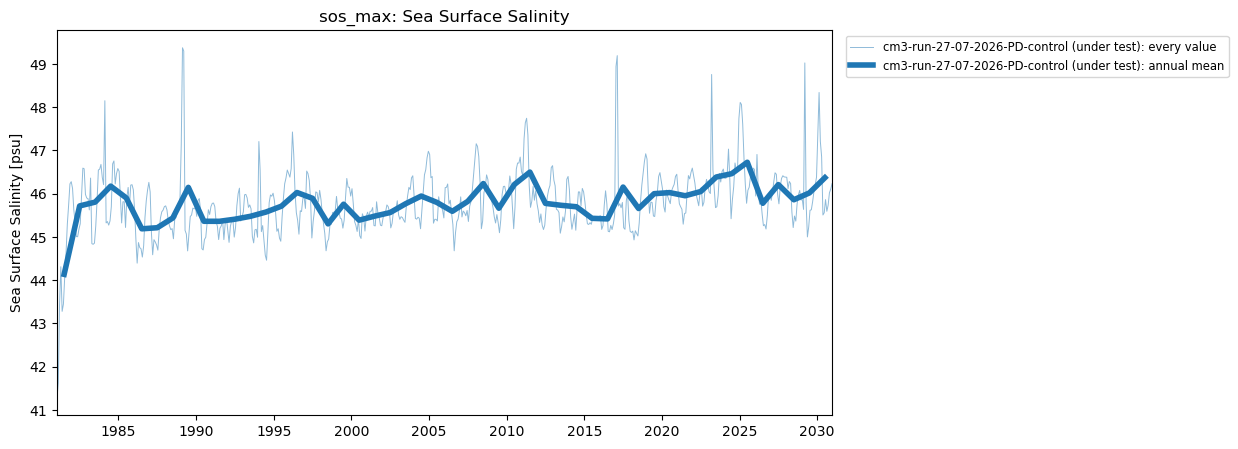 sos_max: Sea Surface Salinity
cm3-run-27-07-2026-PD-control (under test): every value
cm3-run-27-07-2026-PD-control (under test): annual mean
Sea Surface Salinity [psu]
49
48
47
46
45
44
43
42
41
1985 1990 1995 2000 2005 2010 2015 2020 2025 2030